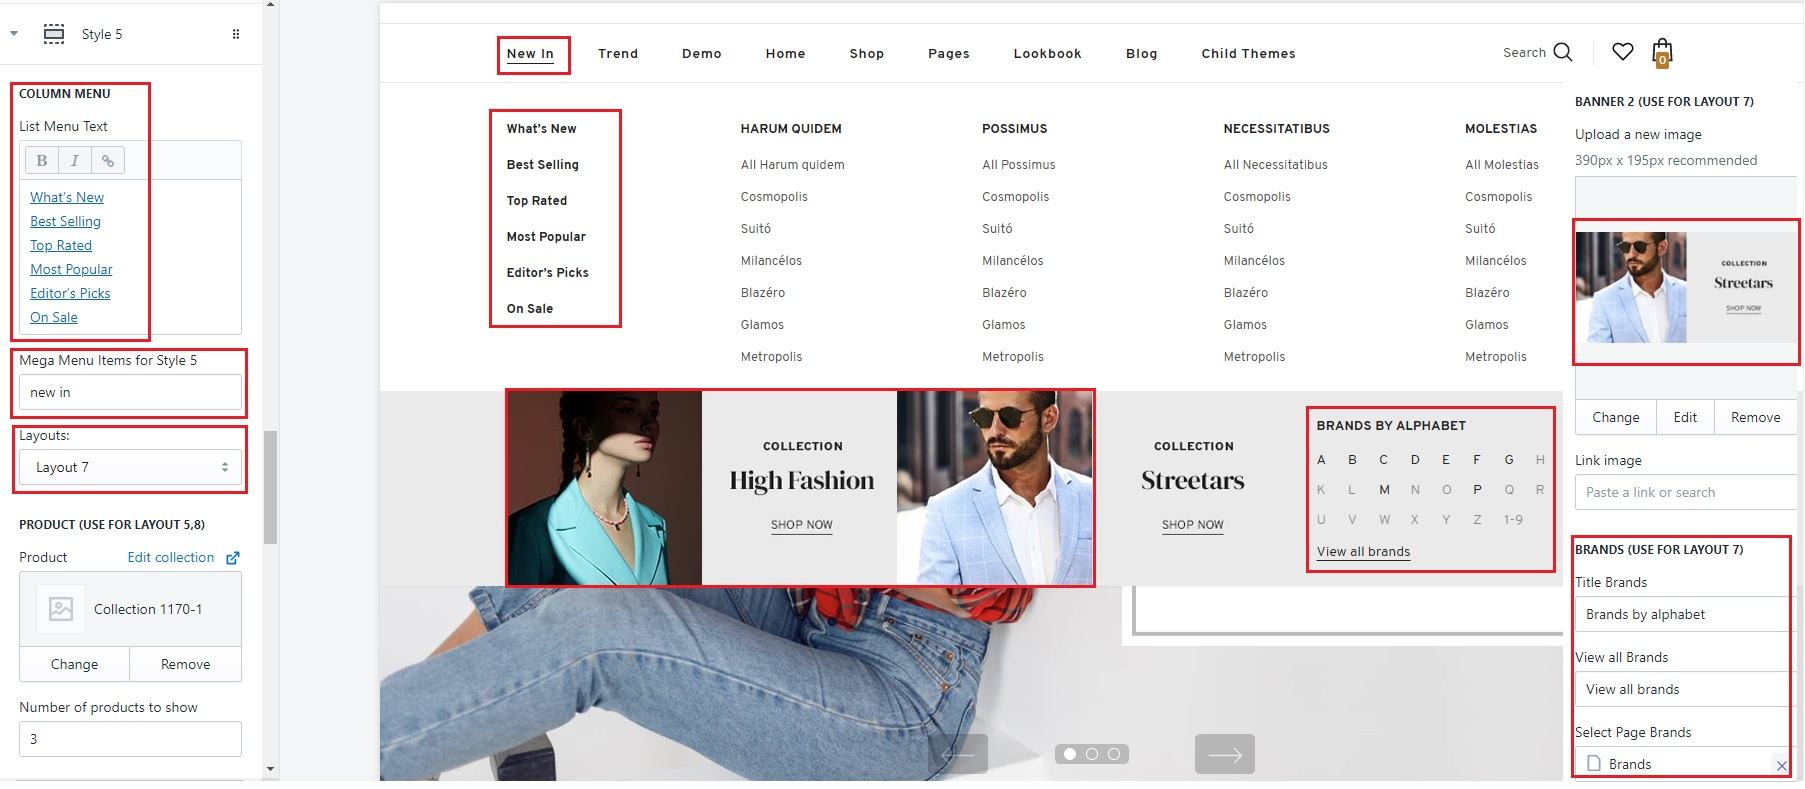 Style 5
COLUMN MENU
List Menu Text
B I
What's New
Best Selling
Top Rated
Most Popular
Editor's Picks
On Sale
Mega Menu Items for Style 5
new in
Layouts:
Layout 7
PRODUCT (USE FOR LAYOUT 5,8)
Product Edit collection
Collection 1170-1
Change Remove
Number of products to show
3
New In Trend Demo Home Shop Pages Lookbook Blog Child Themes
Search
0
What's New
Best Selling
Top Rated
Most Popular
Editor's Picks
On Sale
HARUM QUIDEM
All Harum quidem
Cosmopolis
Suitó
Milancélos
Blazéro
Glamos
Metropolis
POSSIMUS
All Possimus
Cosmopolis
Suitó
Milancélos
Blazéro
Glamos
Metropolis
NECESSITATIBUS
All Necessitatibus
Cosmopolis
Suitó
Milancélos
Blazéro
Glamos
Metropolis
MOLESTIAS
All Molestias
Cosmopolis
Suitó
Milancélos
Blazéro
Glamos
Metropolis
COLLECTION
High Fashion
SHOP NOW
COLLECTION
Streetars
SHOP NOW
BRANDS BY ALPHABET
A B C D E F G H
K L M N O P Q R
U V W X Y Z 1-9
View all brands
BANNER 2 (USE FOR LAYOUT 7)
Upload a new image
390px x 195px recommended
COLLECTION
Streetars
SHOP NOW
Change Edit Remove
Link image
Paste a link or search
BRANDS (USE FOR LAYOUT 7)
Title Brands
Brands by alphabet
View all Brands
View all brands
Select Page Brands
Brands